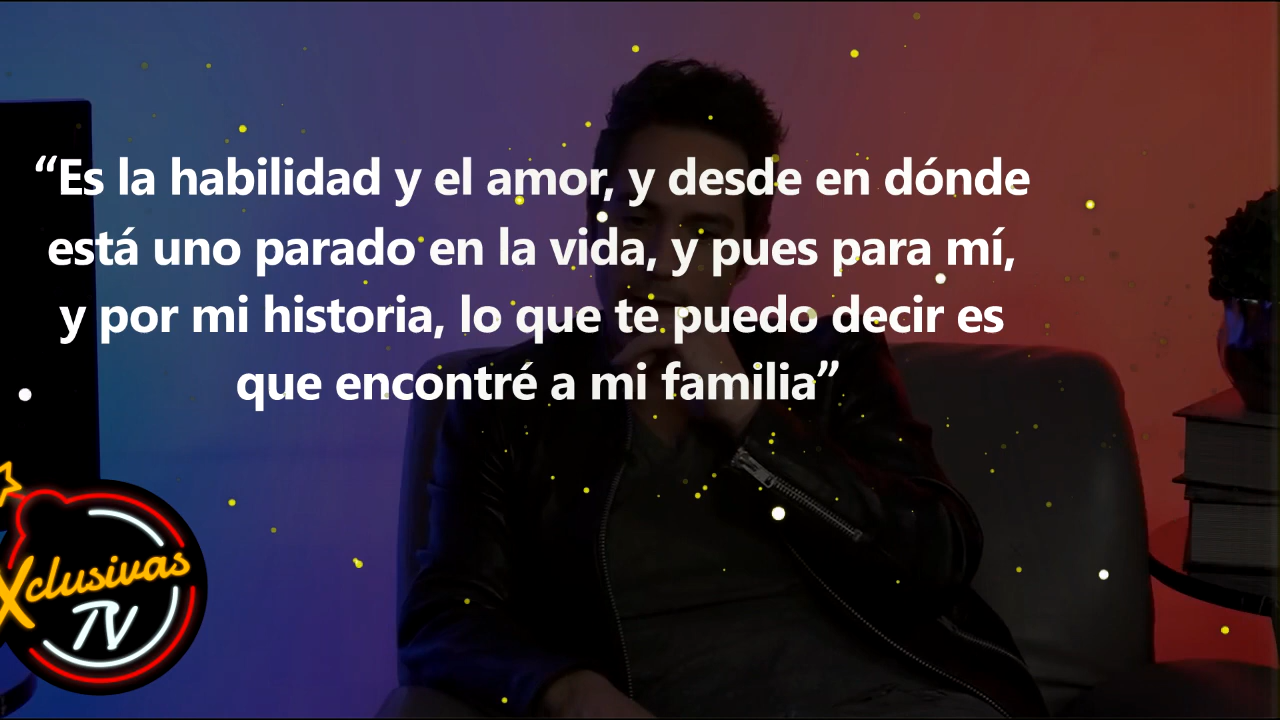 “Es la habilidad y el amor, y desde en dónde
está uno parado en la vida, y pues para mí,
y por mi historia, lo que te puedo decir es
que encontré a mi familia”
Xclusivas
TV